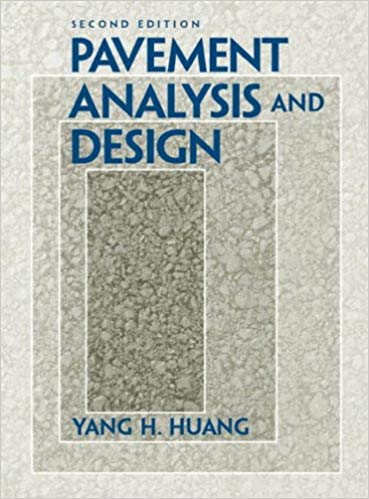 SECOND EDITION
PAVEMENT
ANALYSIS AND
DESIGN
YANG H. HUANG